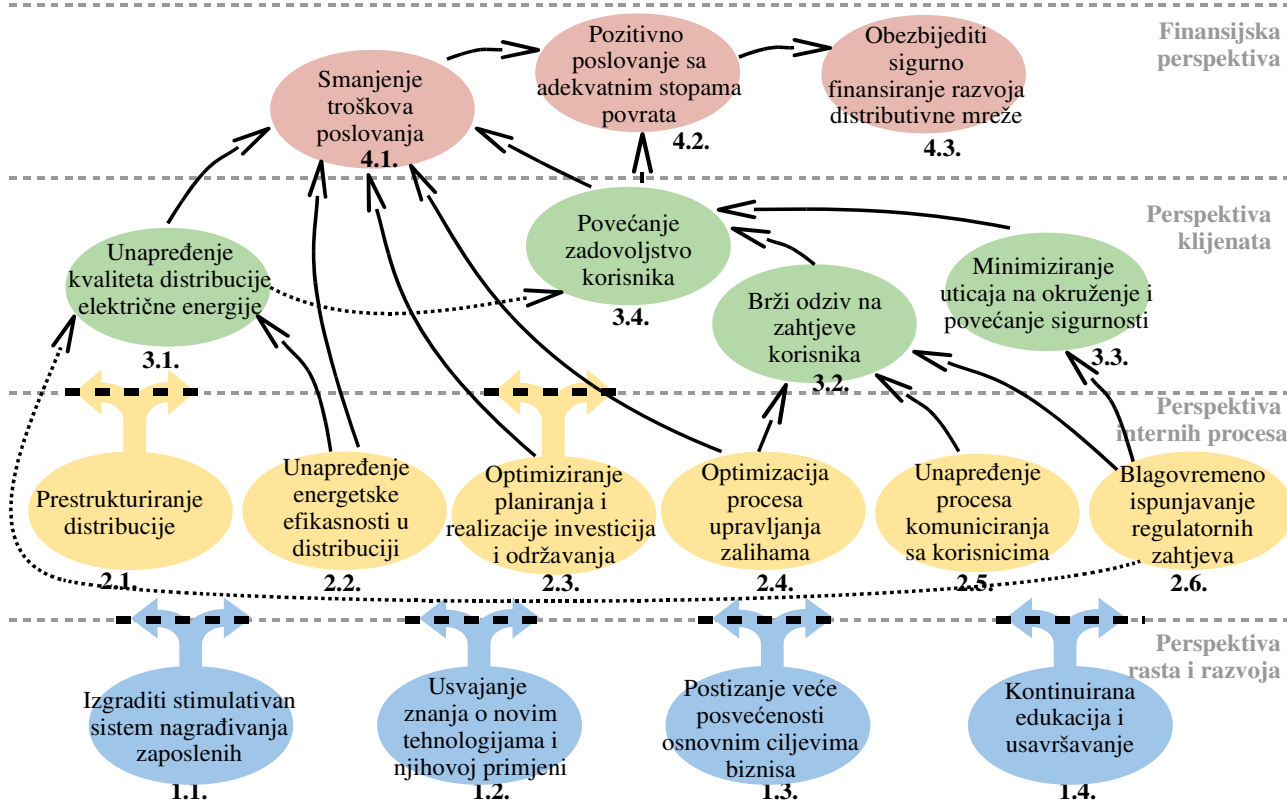 Finansijska
perspektiva
Pozitivno
poslovanje sa
adekvatnim stopama
povrata
4.2.
Obezbijediti
sigurno
finansiranje razvoja
distributivne mreže
4.3.
Smanjenje
troškova
poslovanja
4.1.
Perspektiva
klijenata
Unapređenje
kvaliteta distribucije
električne energije
3.1.
Povećanje
zadovoljstvo
korisnika
3.4.
Brži odziv na
zahtjeve
korisnika
3.2.
Minimiziranje
uticaja na okruženje i
povećanje sigurnosti
3.3.
Perspektiva
internih procesa
Prestrukturiranje
distribucije
2.1.
Unapređenje
energetske
efikasnosti u
distribuciji
2.2.
Optimiziranje
planiranja i
realizacije investicija
i održavanja
2.3.
Optimizacija
procesa
upravljanja
zalihama
2.4.
Unapređenje
procesa
komuniciranja
sa korisnicima
2.5.
Blagovremeno
ispunjavanje
regulatornih
zahtjeva
2.6.
Perspektiva
rasta i razvoja
Izgraditi stimulativan
sistem nagrađivanja
zaposlenih
1.1.
Usvajanje
znanja o novim
tehnologijama i
njihovoj primjeni
1.2.
Postizanje veće
posvećenosti
osnovnim ciljevima
biznisa
1.3.
Kontinuirana
edukacija i
usavršavanje
1.4.